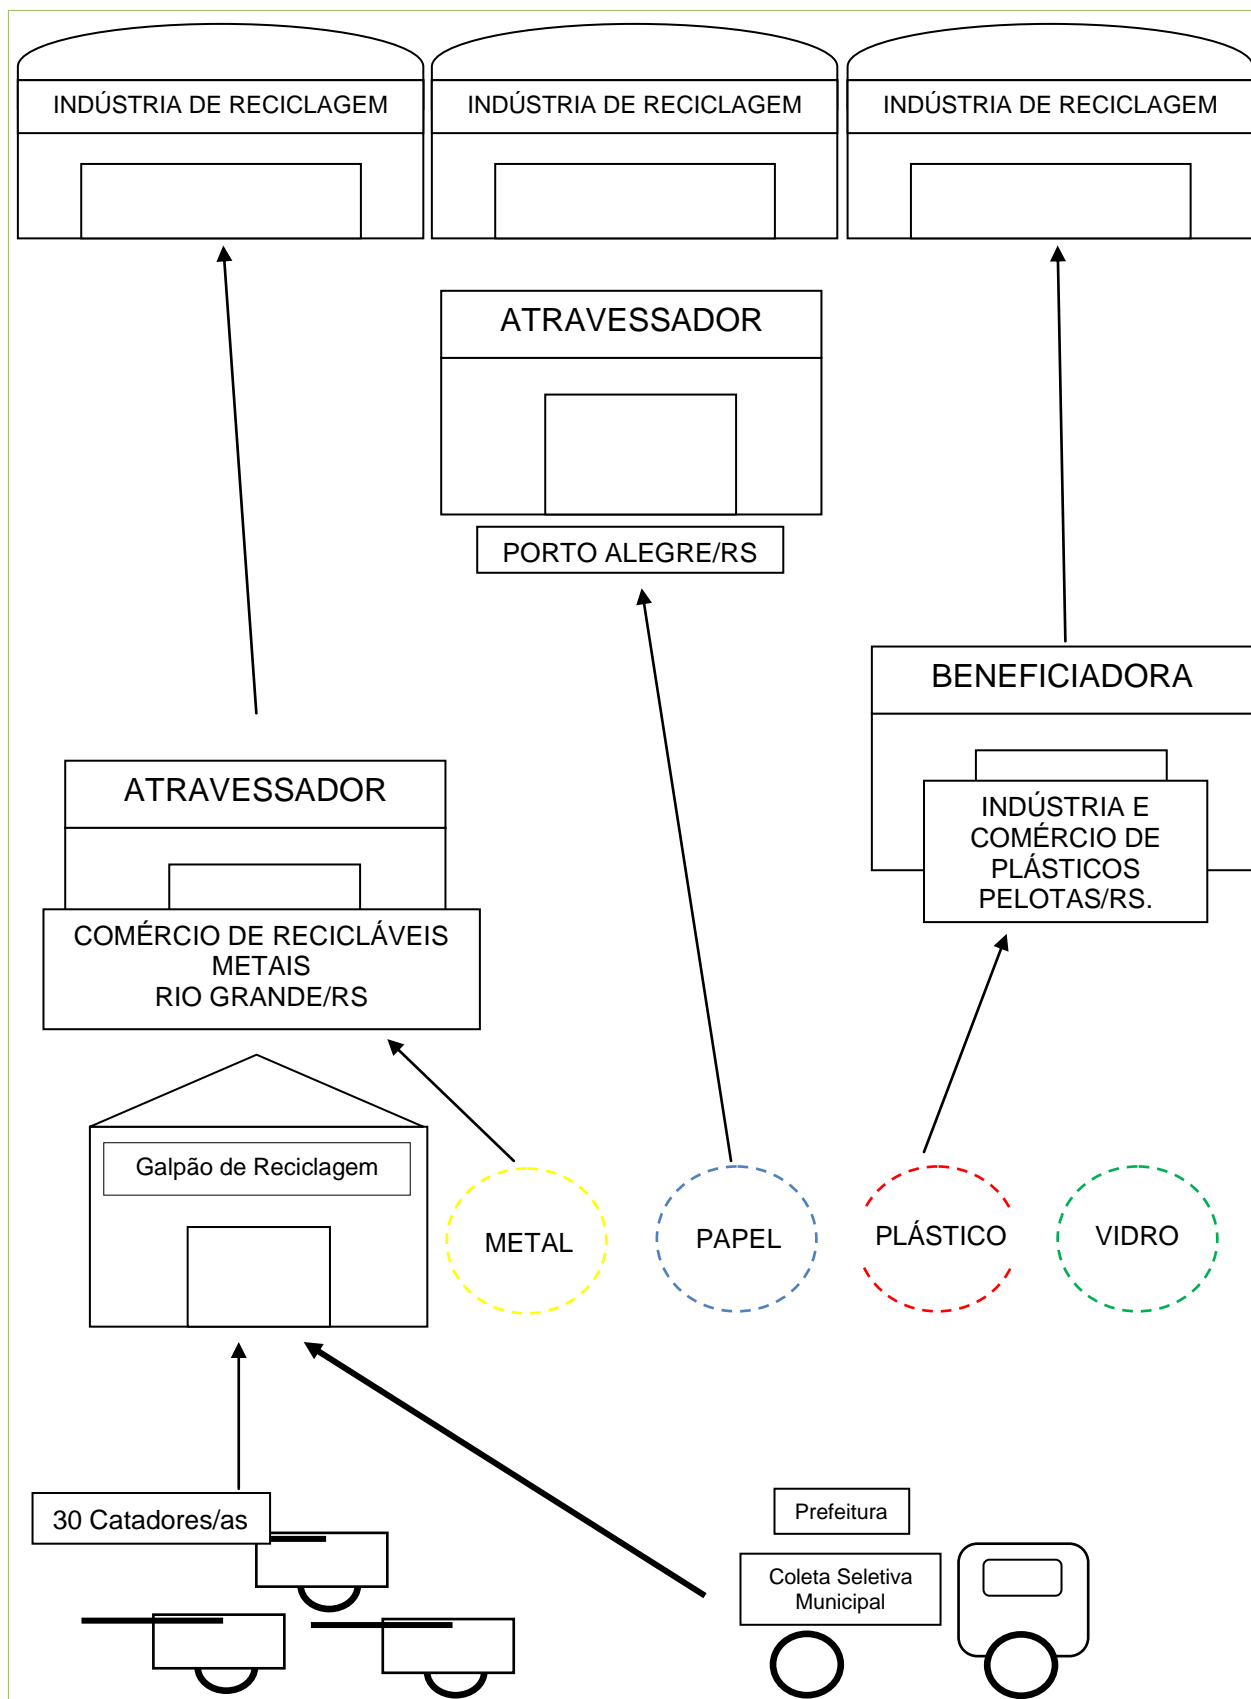 INDÚSTRIA DE RECICLAGEM
INDÚSTRIA DE RECICLAGEM
INDÚSTRIA DE RECICLAGEM
ATRAVESSADOR
PORTO ALEGRE/RS
BENEFICIADORA
INDÚSTRIA E
COMÉRCIO DE
PLÁSTICOS
PELOTAS/RS.
ATRAVESSADOR
COMÉRCIO DE RECICLÁVEIS
METAIS
RIO GRANDE/RS
Galpão de Reciclagem
METAL
PAPEL
PLÁSTICO
VIDRO
30 Catadores/as
Prefeitura
Coleta Seletiva
Municipal